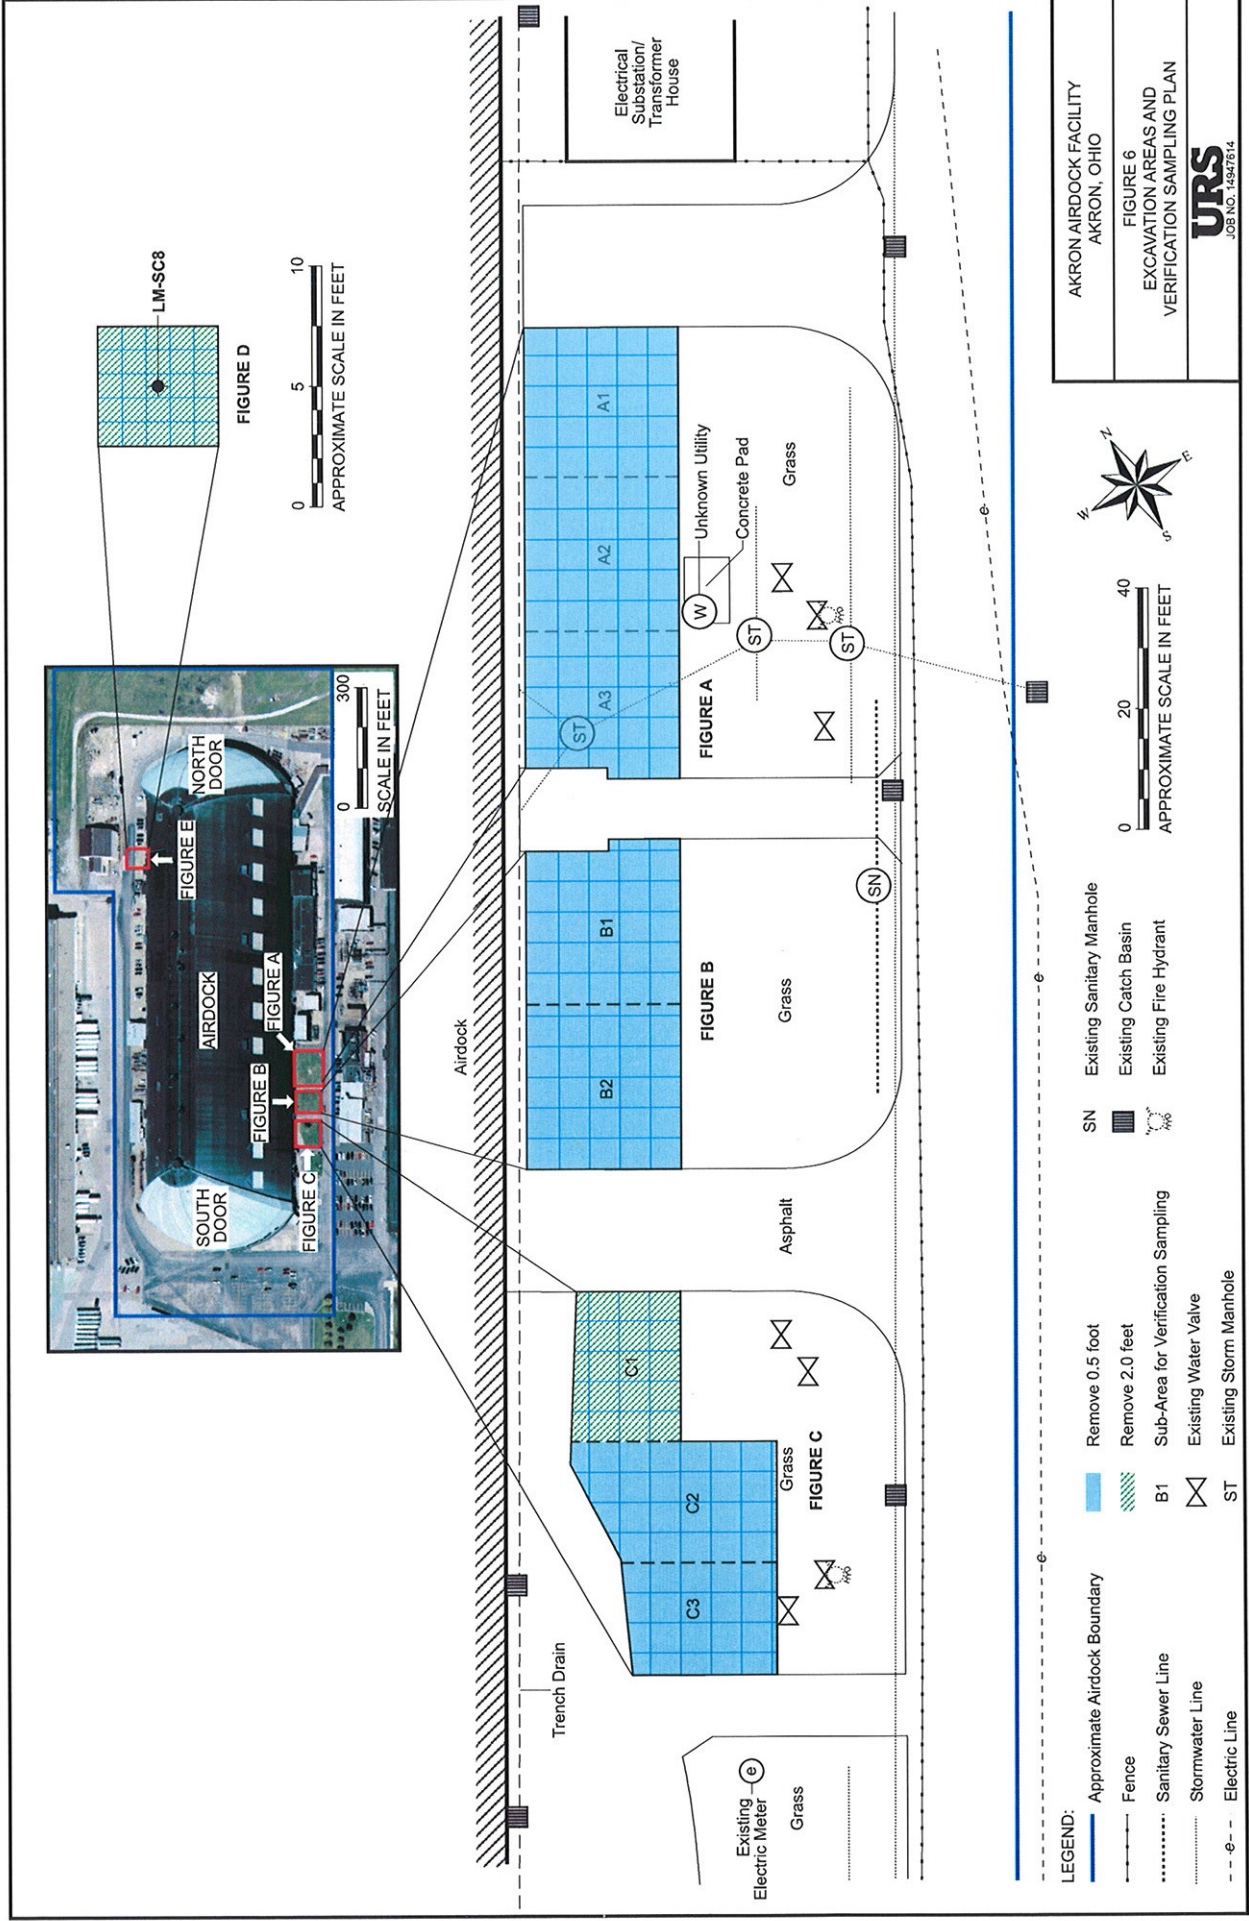 LM-SC8
FIGURE D
0 5 10
APPROXIMATE SCALE IN FEET
SOUTH
DOOR
AIRDOCK
NORTH
DOOR
FIGURE E
FIGURE C
FIGURE B
FIGURE A
0 300
SCALE IN FEET
Airdock
Trench Drain
Electrical
Substation/
Transformer
House
C3
C2
C1
B2
B1
A3
A2
A1
ST
W
Unknown Utility
Concrete Pad
ST
ST
SN
FIGURE C
FIGURE B
FIGURE A
Existing
Electric Meter
e
Grass
Grass
Asphalt
Grass
Grass
e
e
e
LEGEND:
Approximate Airdock Boundary
Fence
Sanitary Sewer Line
Stormwater Line
-e- Electric Line
Remove 0.5 foot
Remove 2.0 feet
B1 Sub-Area for Verification Sampling
Existing Water Valve
ST Existing Storm Manhole
SN Existing Sanitary Manhole
Existing Catch Basin
Existing Fire Hydrant
0 20 40
APPROXIMATE SCALE IN FEET
N
E
S
W
AKRON AIRDOCK FACILITY
AKRON, OHIO
FIGURE 6
EXCAVATION AREAS AND
VERIFICATION SAMPLING PLAN
URS
JOB NO. 14947614